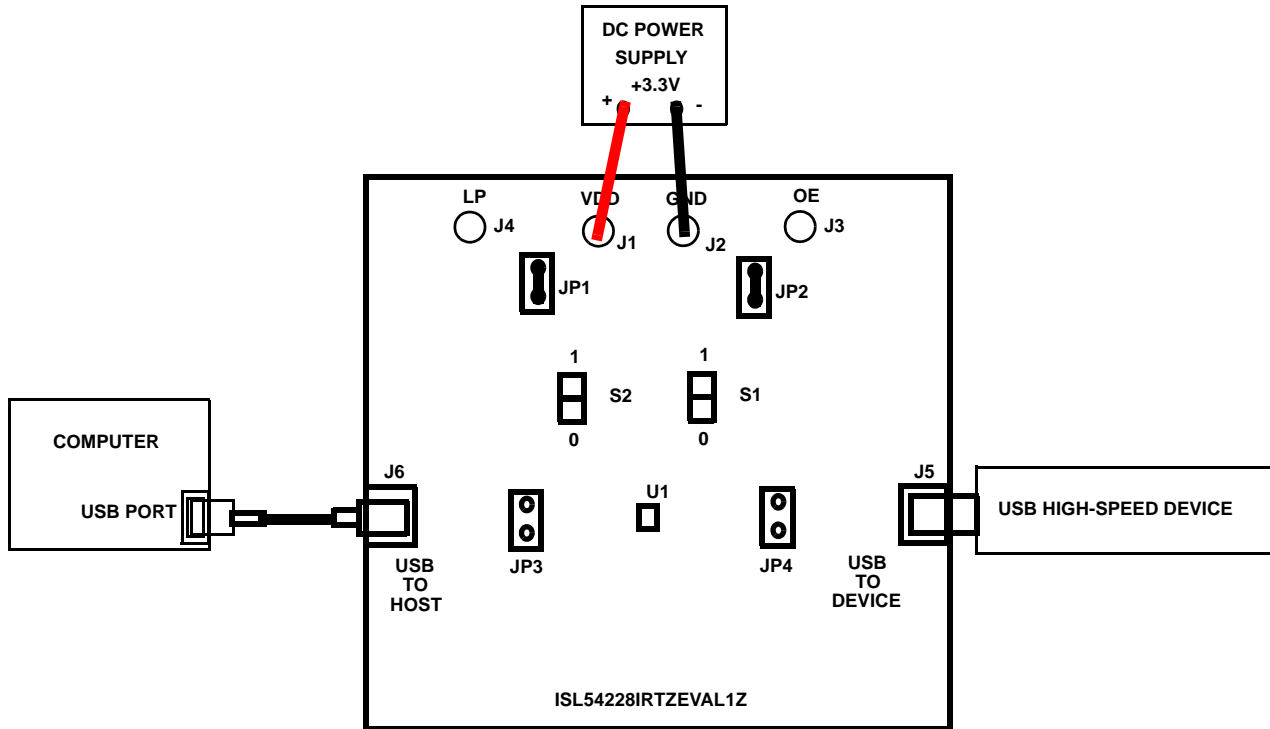 DC POWER
SUPPLY
+3.3V
+ -
LP
VDD
GND
OE
J4
J1
J2
J3
JP1
JP2
1
1
S2
S1
0
0
COMPUTER
USB PORT
J6
J5
U1
USB HIGH-SPEED DEVICE
JP3
JP4
USB
TO
HOST
USB
TO
DEVICE
ISL54228IRTZEVAL1Z